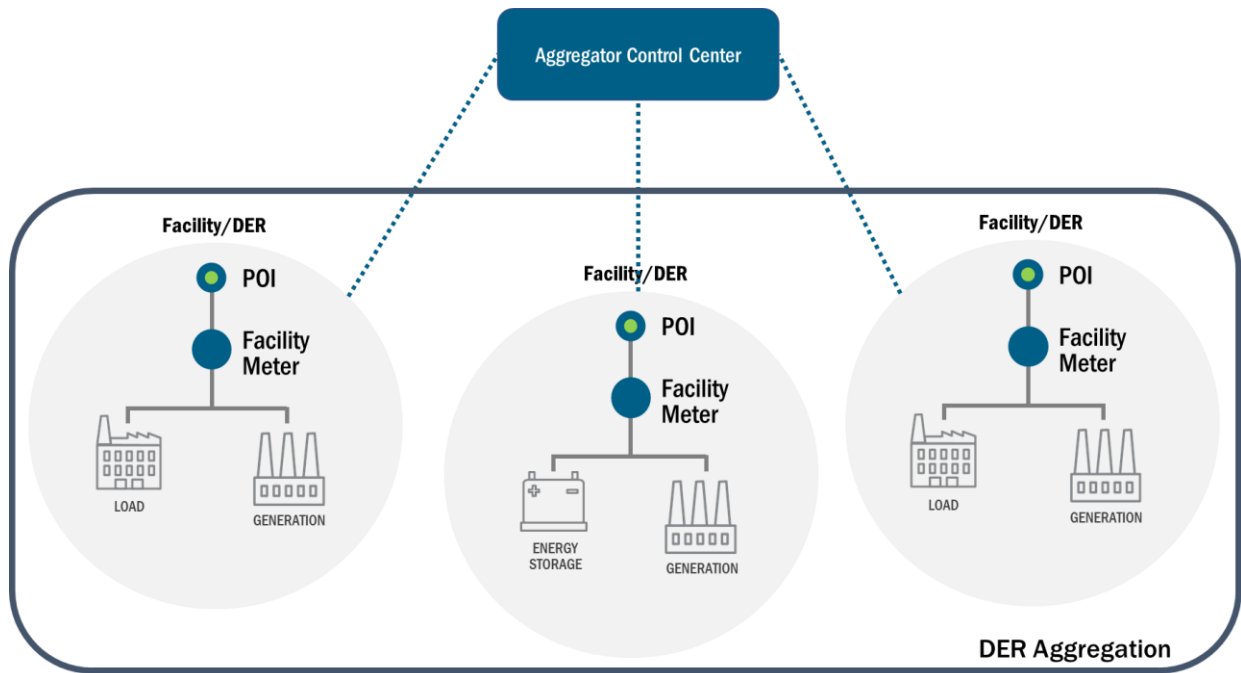 Aggregator Control Center
Facility/DER
POI
Facility
Meter
LOAD
GENERATION
Facility/DER
POI
Facility
Meter
ENERGY
STORAGE
GENERATION
Facility/DER
POI
Facility
Meter
LOAD
GENERATION
DER Aggregation